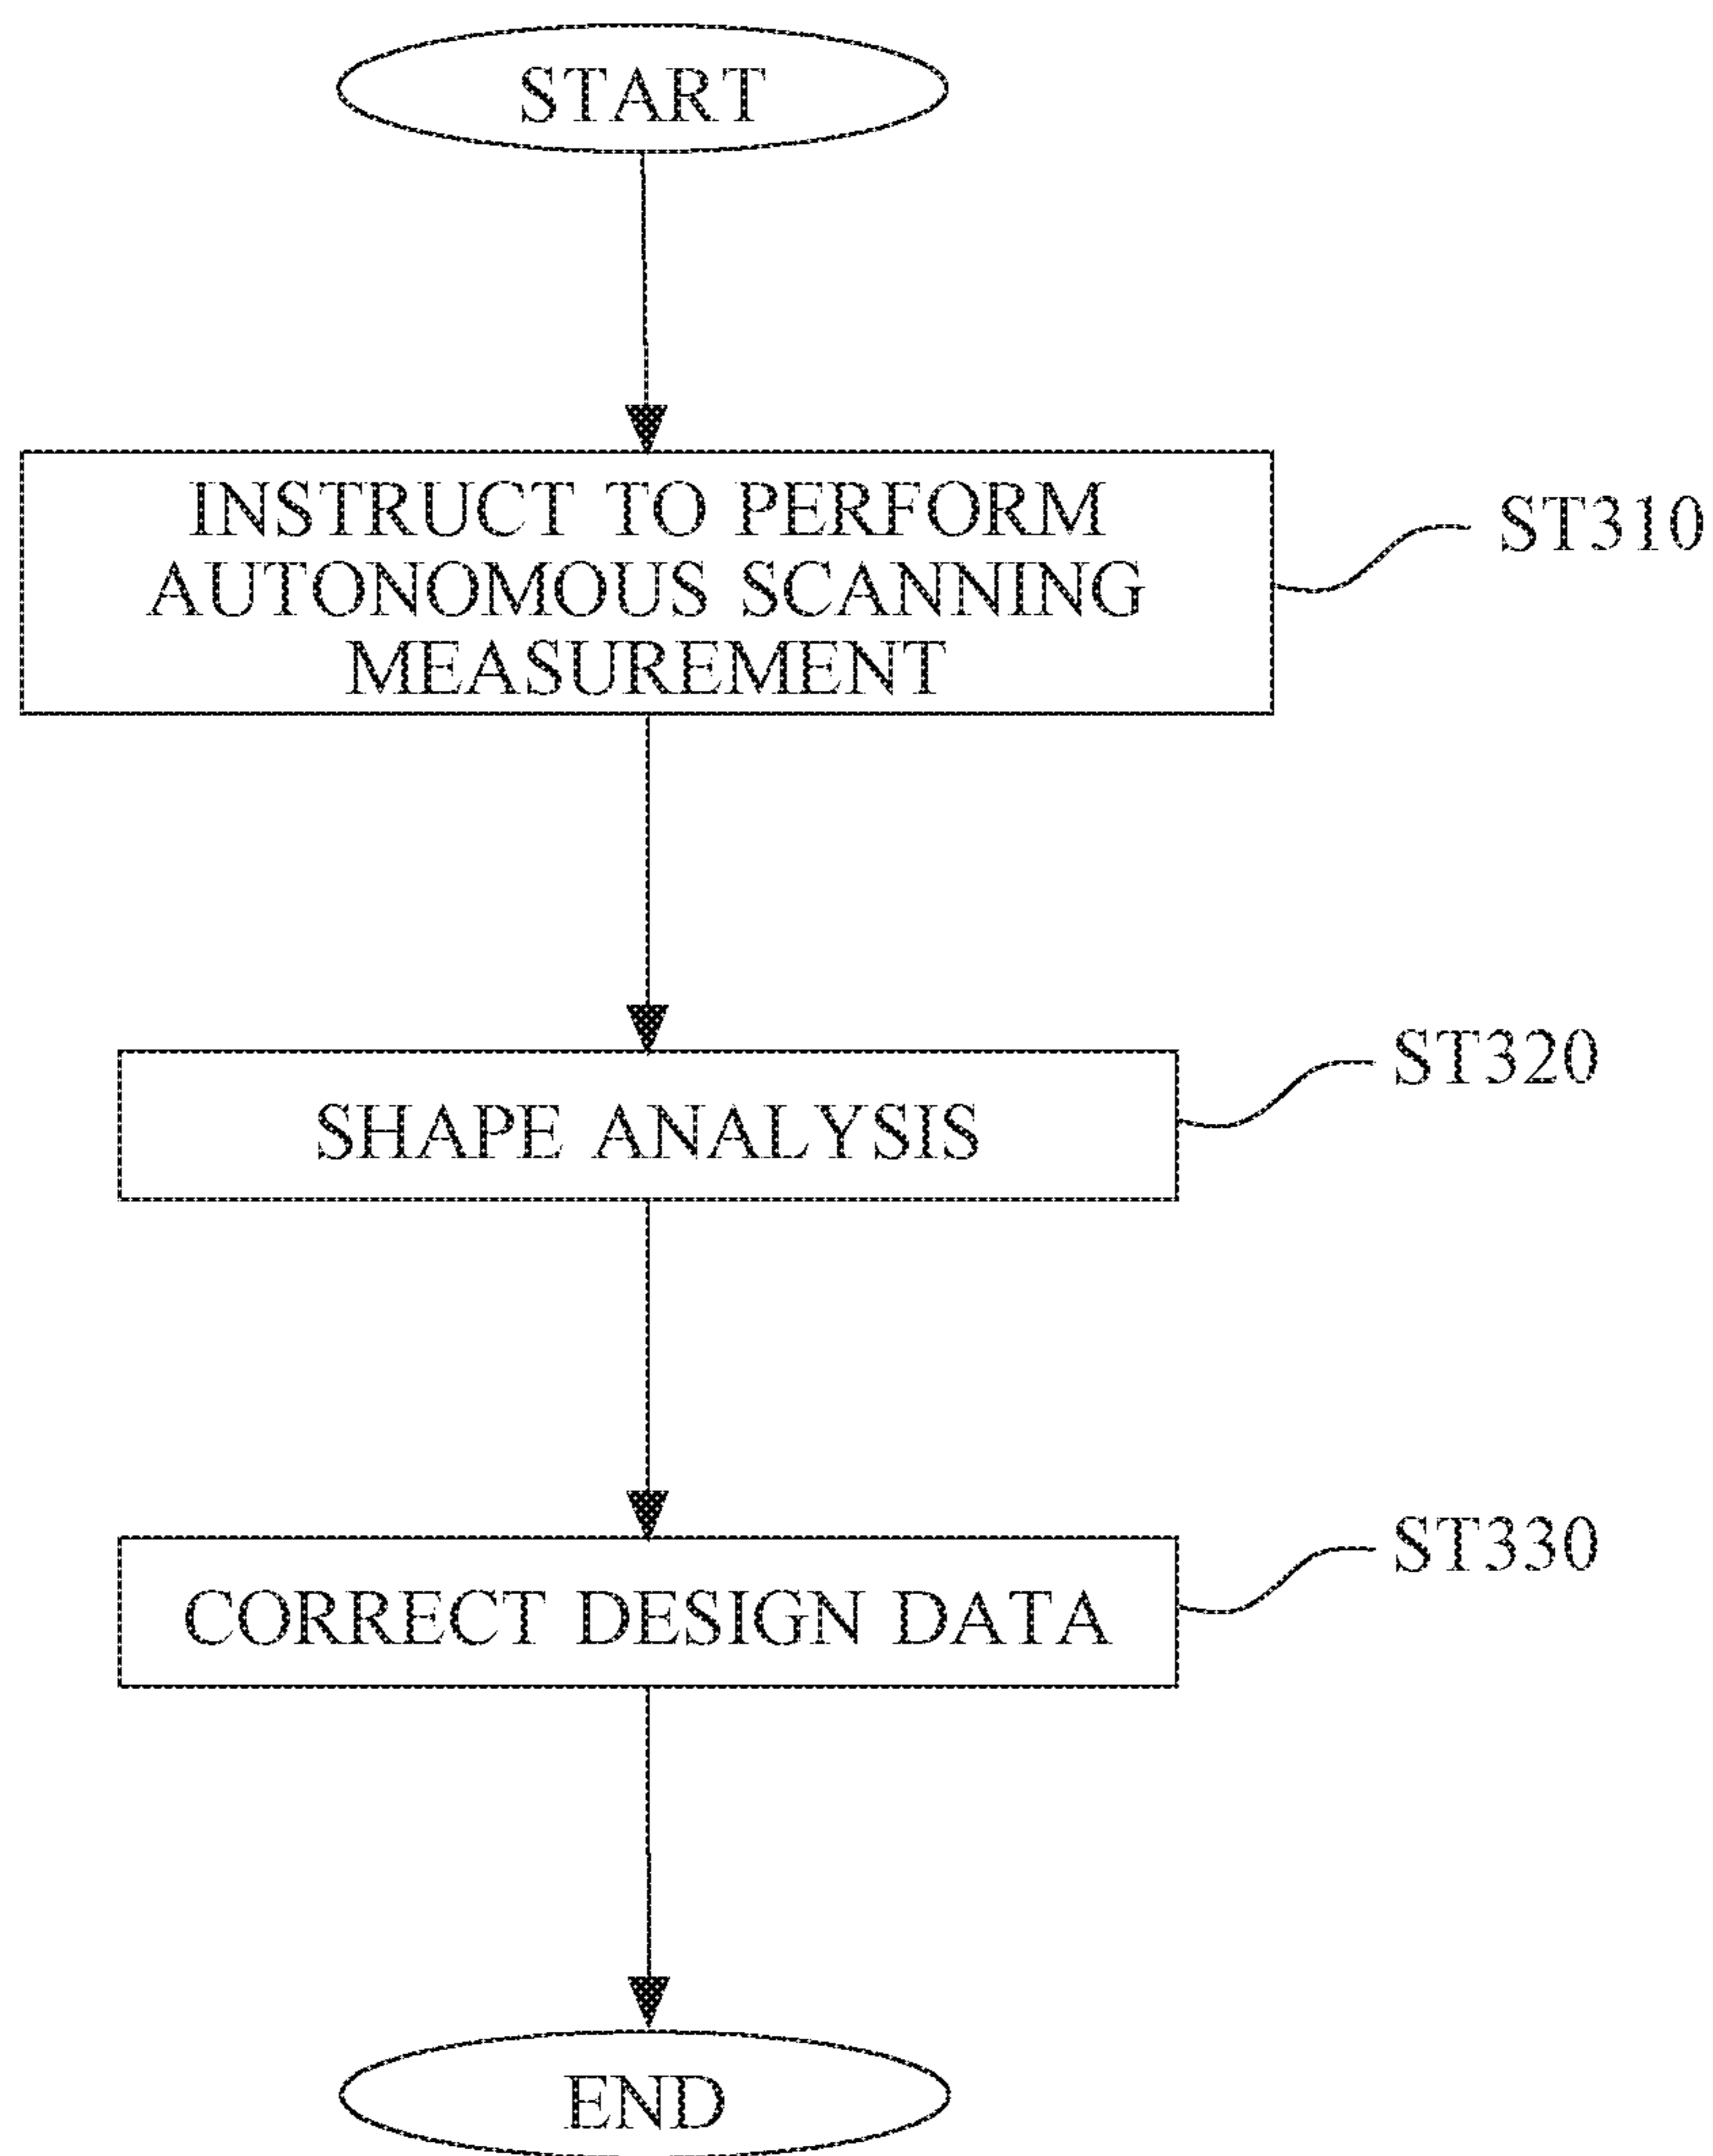 START
INSTRUCT TO PERFORM
AUTONOMOUS SCANNING
MEASUREMENT
ST310
SHAPE ANALYSIS
ST320
CORRECT DESIGN DATA
ST330
END